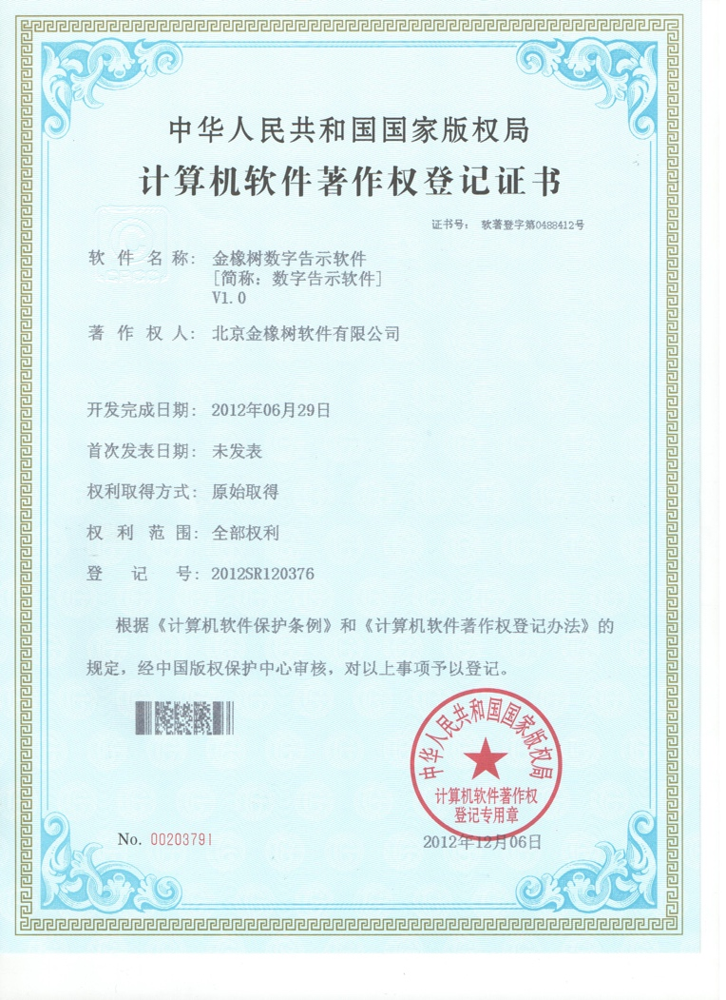 中华人民共和国国家版权局
计算机软件著作权登记证书
证书号： 软著登字第0488412号
软件名称： 金橡树数字告示软件
[简称：数字告示软件]
V1.0
著作权人： 北京金橡树软件有限公司
开发完成日期： 2012年06月29日
首次发表日期： 未发表
权利取得方式： 原始取得
权利范围： 全部权利
登记号： 2012SR120376
根据《计算机软件保护条例》和《计算机软件著作权登记办法》的
规定，经中国版权保护中心审核，对以上事项予以登记。
中华人民共和国国家版权局
计算机软件著作权
登记专用章
No. 00203791
2012年12月06日